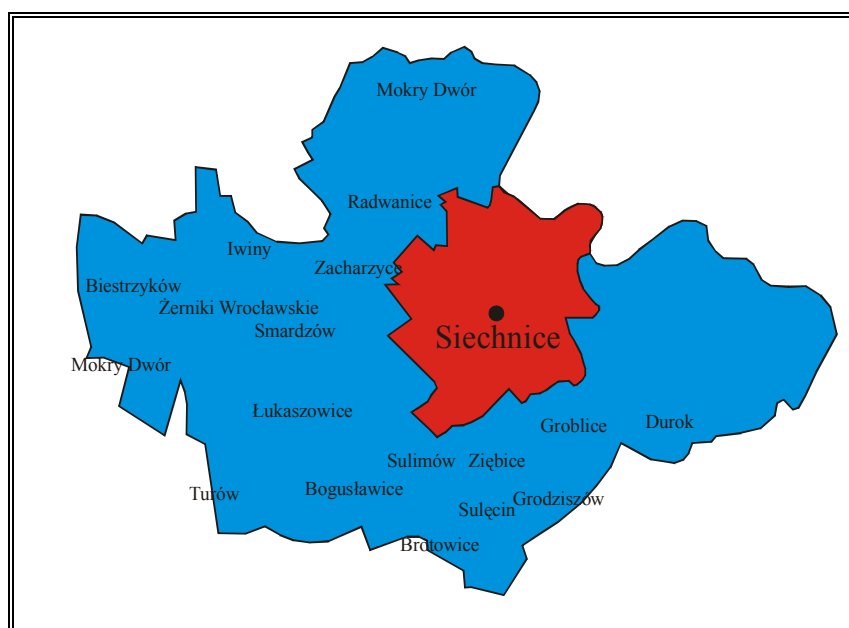 Mokry Dwór
Radwanice
Iwiny
Zacharzyce
Biestrzyków
Żerniki Wrocławskie
Smardzów
Siechnice
Mokry Dwór
Łukaszowice
Groblice
Durok
Sulimów
Ziębice
Turów
Bogusławice
Grodziszów
Sulęcin
Brotowice